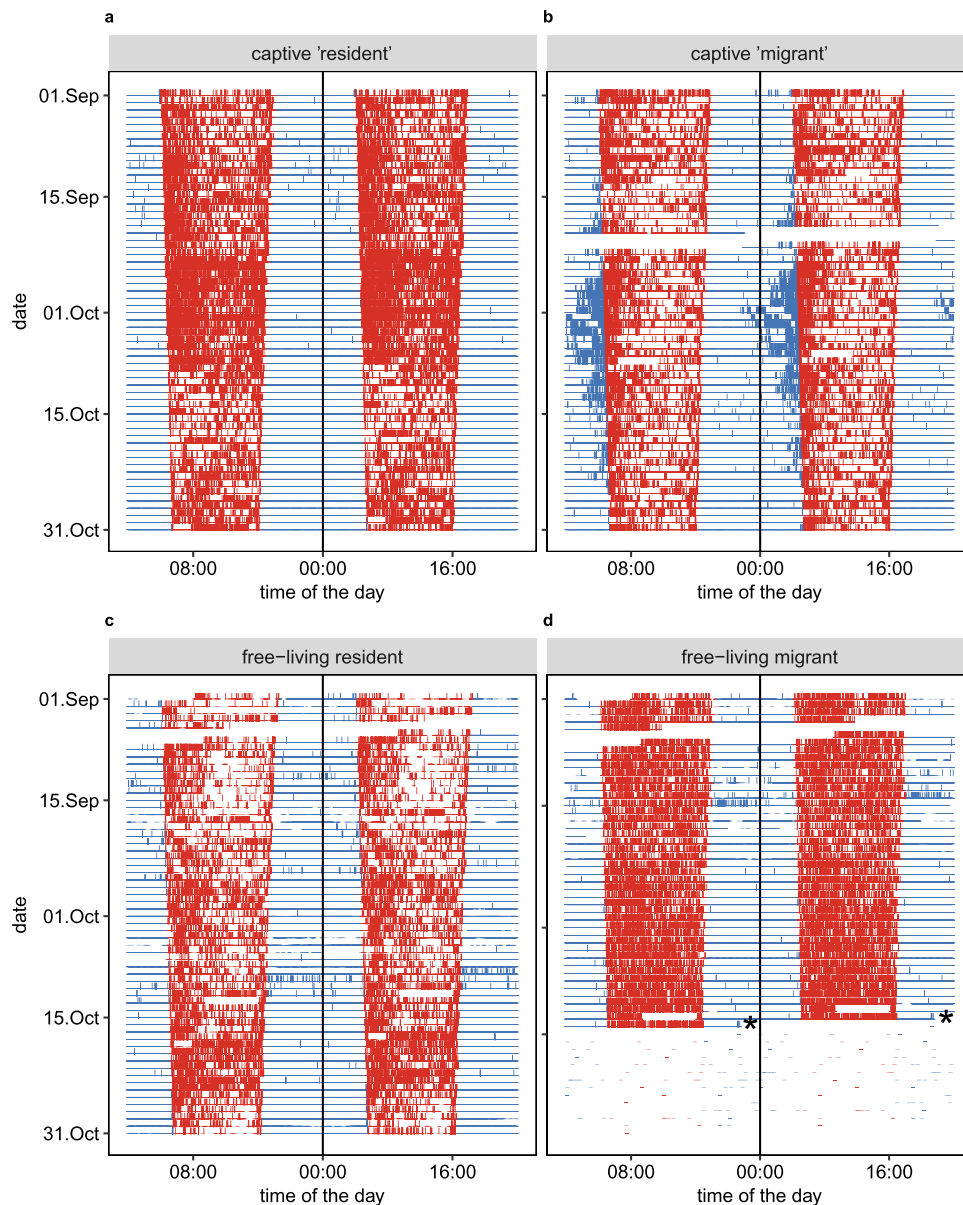 a
captive ’resident’
b
captive ’migrant’
date
01.Sep
15.Sep
01.Oct
15.Oct
31.Oct
08:00 00:00 16:00
time of the day
08:00 00:00 16:00
time of the day
c
free−living resident
d
free−living migrant
date
01.Sep
15.Sep
01.Oct
15.Oct
31.Oct
*
*
08:00 00:00 16:00
time of the day
08:00 00:00 16:00
time of the day